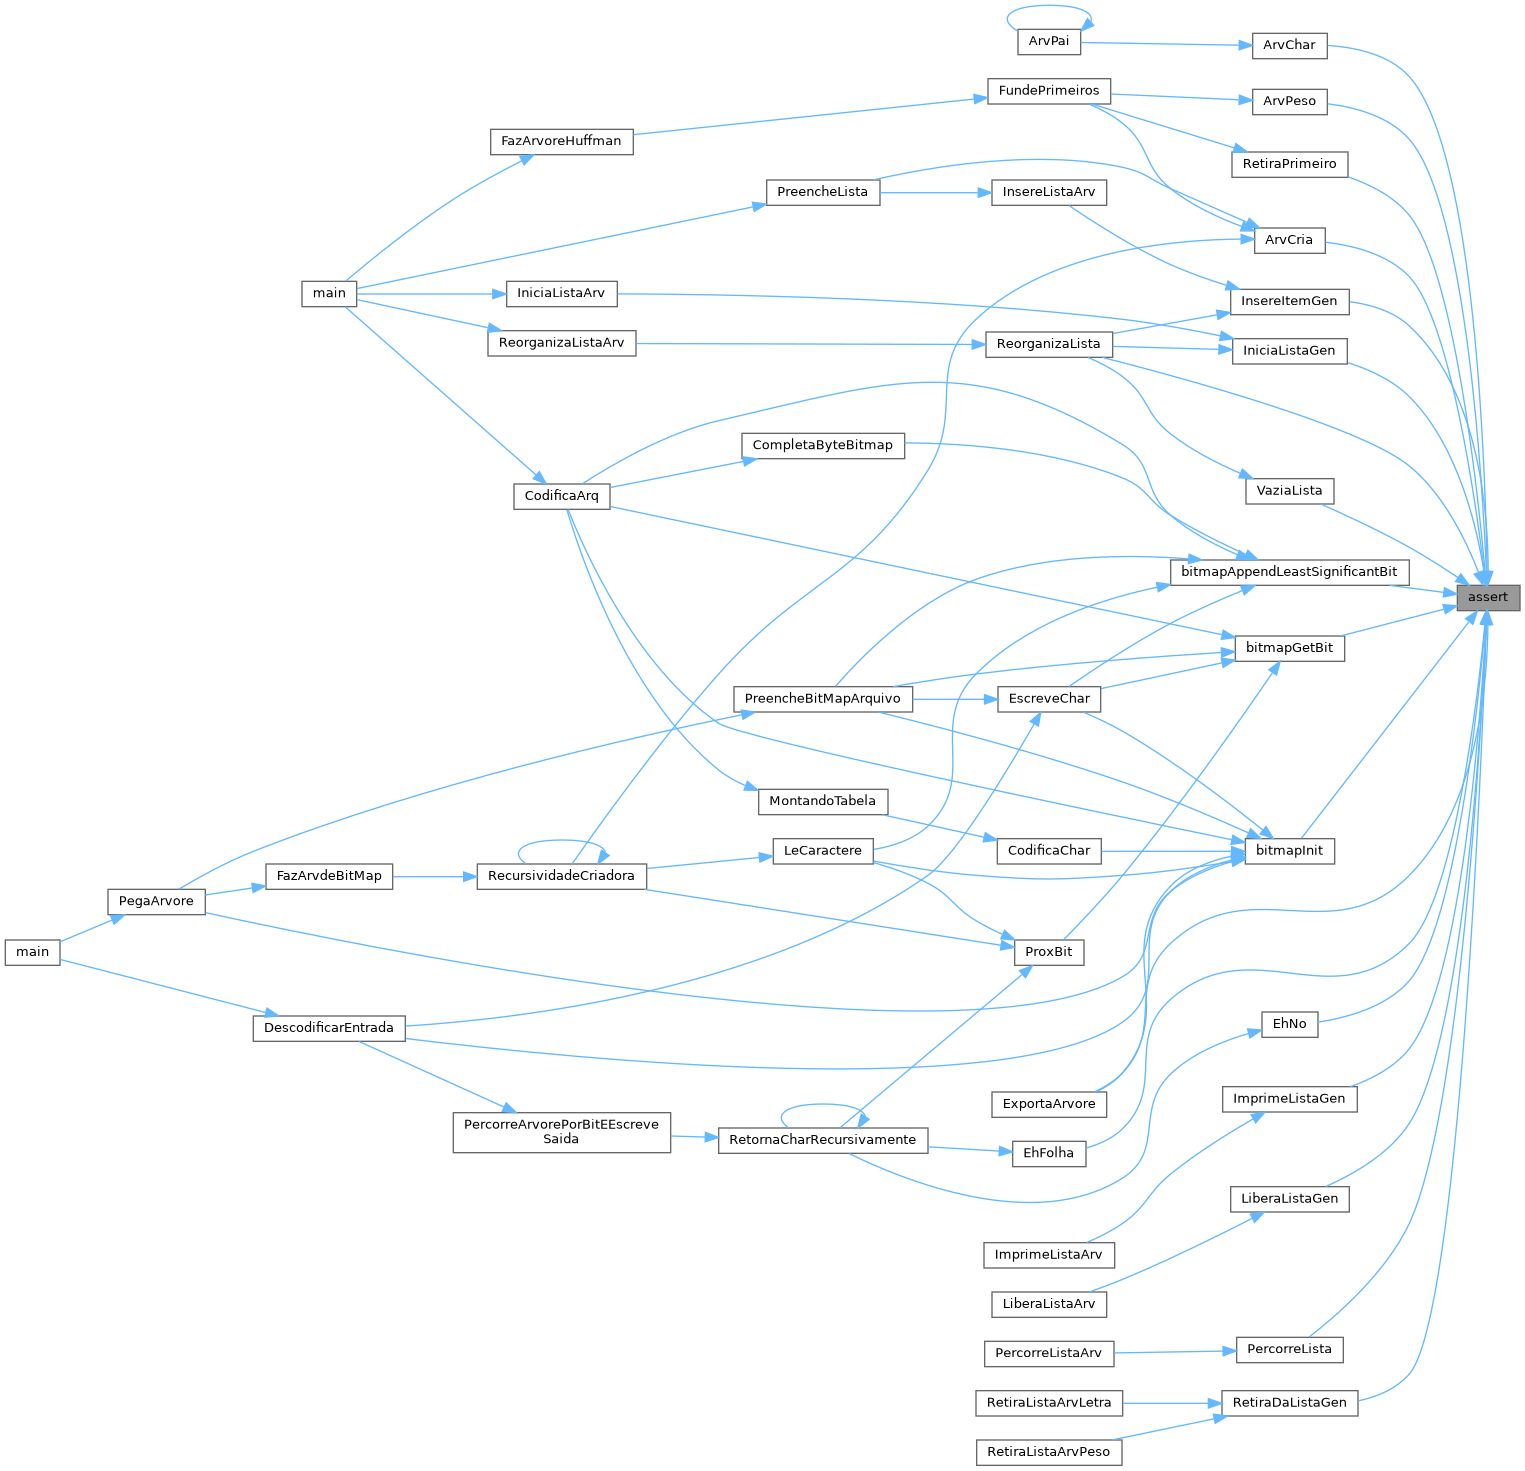 ArvPai
ArvChar
FundePrimeiros
ArvPeso
FazArvoreHuffman
RetiraPrimeiro
PreencheLista
InsereListaArv
ArvCria
main
IniciaListaArv
InsereItemGen
ReorganizaListaArv
ReorganizaLista
IniciaListaGen
CompletaByteBitmap
CodificaArq
VaziaLista
bitmapAppendLeastSignificantBit
assert
bitmapGetBit
PreencheBitMapArquivo
EscreveChar
MontandoTabela
LeCaractere
CodificaChar
bitmapInit
FazArvdeBitMap
RecursividadeCriadora
PegaArvore
main
ProxBit
DescodificarEntrada
EhNo
ExportaArvore
ImprimeListaGen
PercorreArvorePorBitEEscreve
Saida
RetornaCharRecursivamente
EhFolha
LiberaListaGen
ImprimeListaArv
LiberaListaArv
PercorreListaArv
PercorreLista
RetiraListaArvLetra
RetiraDaListaGen
RetiraListaArvPeso